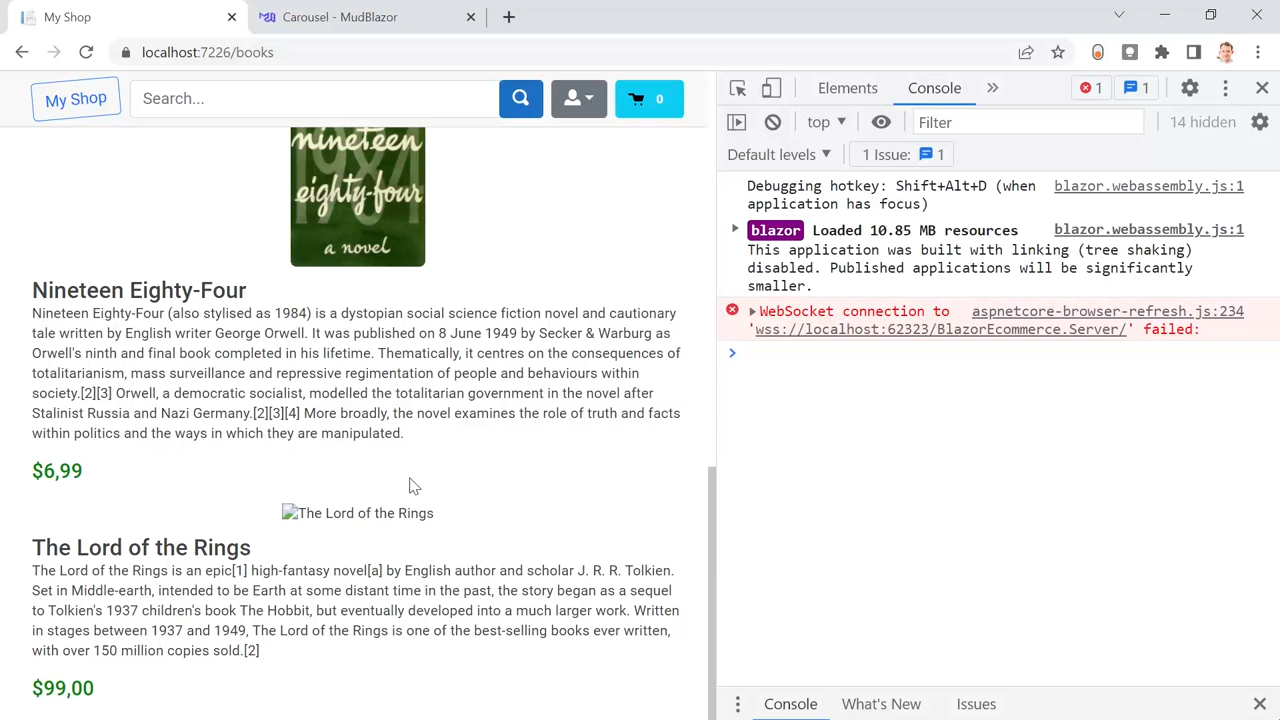 My Shop
Carousel - MudBlazor
localhost:7226/books
My Shop
Search...
0
nineteen
1984
eighty-four
a novel
Nineteen Eighty-Four
Nineteen Eighty-Four (also stylised as 1984) is a dystopian social science fiction novel and cautionary
tale written by English writer George Orwell. It was published on 8 June 1949 by Secker & Warburg as
Orwell's ninth and final book completed in his lifetime. Thematically, it centres on the consequences of
totalitarianism, mass surveillance and repressive regimentation of people and behaviours within
society.[2][3] Orwell, a democratic socialist, modelled the totalitarian government in the novel after
Stalinist Russia and Nazi Germany.[2][3][4] More broadly, the novel examines the role of truth and facts
within politics and the ways in which they are manipulated.
$6,99
The Lord of the Rings
The Lord of the Rings
The Lord of the Rings is an epic[1] high-fantasy novel[a] by English author and scholar J. R. R. Tolkien.
Set in Middle-earth, intended to be Earth at some distant time in the past, the story began as a sequel
to Tolkien's 1937 children's book The Hobbit, but eventually developed into a much larger work. Written
in stages between 1937 and 1949, The Lord of the Rings is one of the best-selling books ever written,
with over 150 million copies sold.[2]
$99,00
Elements
Console
1
1
top
Filter
14 hidden
Default levels
1 Issue: 1
Debugging hotkey: Shift+Alt+D (when blazor.webassembly.js:1
application has focus)
blazor Loaded 10.85 MB resources blazor.webassembly.js:1
This application was built with linking (tree shaking)
disabled. Published applications will be significantly
smaller.
WebSocket connection to aspnetcore-browser-refresh.js:234
'wss://localhost:62323/BlazorEcommerce.Server/' failed:
Console
What's New
Issues